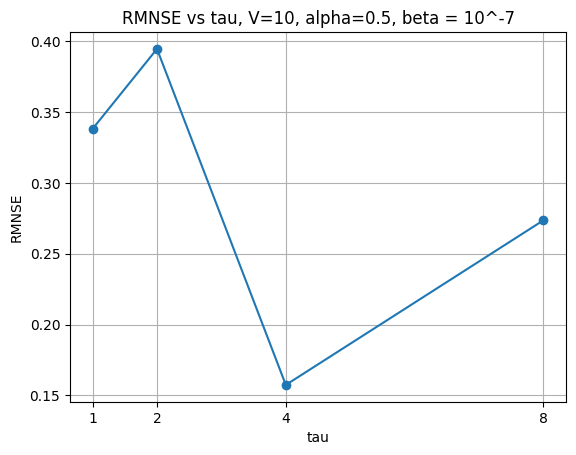 RMNSE vs tau, V=10, alpha=0.5, beta = 10^-7
0.40
0.35
0.30
0.25
0.20
0.15
RMNSE
1 2 4 8
tau